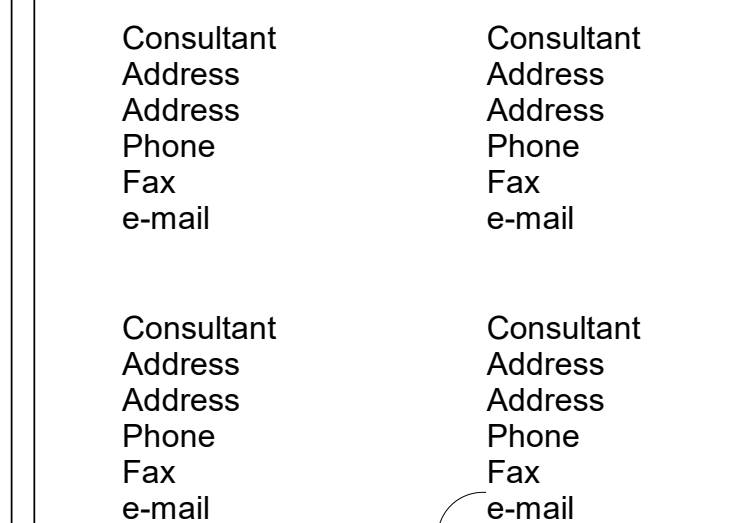 Consultant
Address
Address
Phone
Fax
e-mail
Consultant
Address
Address
Phone
Fax
e-mail
Consultant
Address
Address
Phone
Fax
e-mail
Consultant
Address
Address
Phone
Fax
e-mail